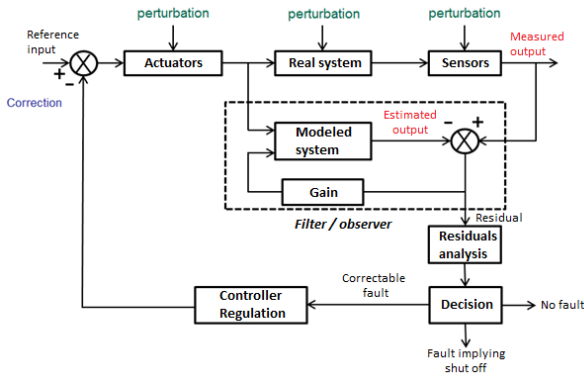 perturbation
perturbation
perturbation
Reference
input
Measured
output
Actuators
Real system
Sensors
+
−
Correction
Estimated
output
−
+
Modeled
system
Gain
Filter / observer
Residual
Residuals
analysis
Correctable
fault
Controller
Regulation
Decision
No fault
Fault implying
shut off